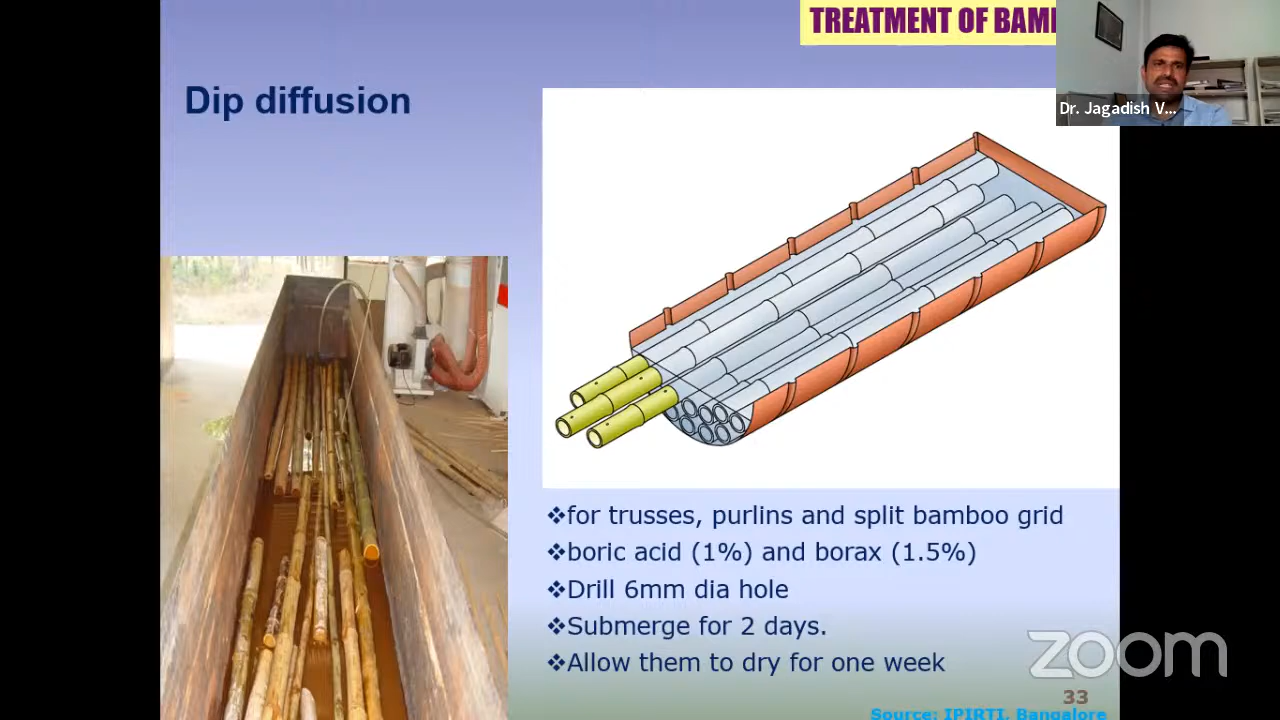 TREATMENT OF BAM
Dr. Jagadish V...
Dip diffusion
❖for trusses, purlins and split bamboo grid
❖boric acid (1%) and borax (1.5%)
❖Drill 6mm dia hole
❖Submerge for 2 days.
❖Allow them to dry for one week
zoom
33
Source: IPIRTI, Bangalore